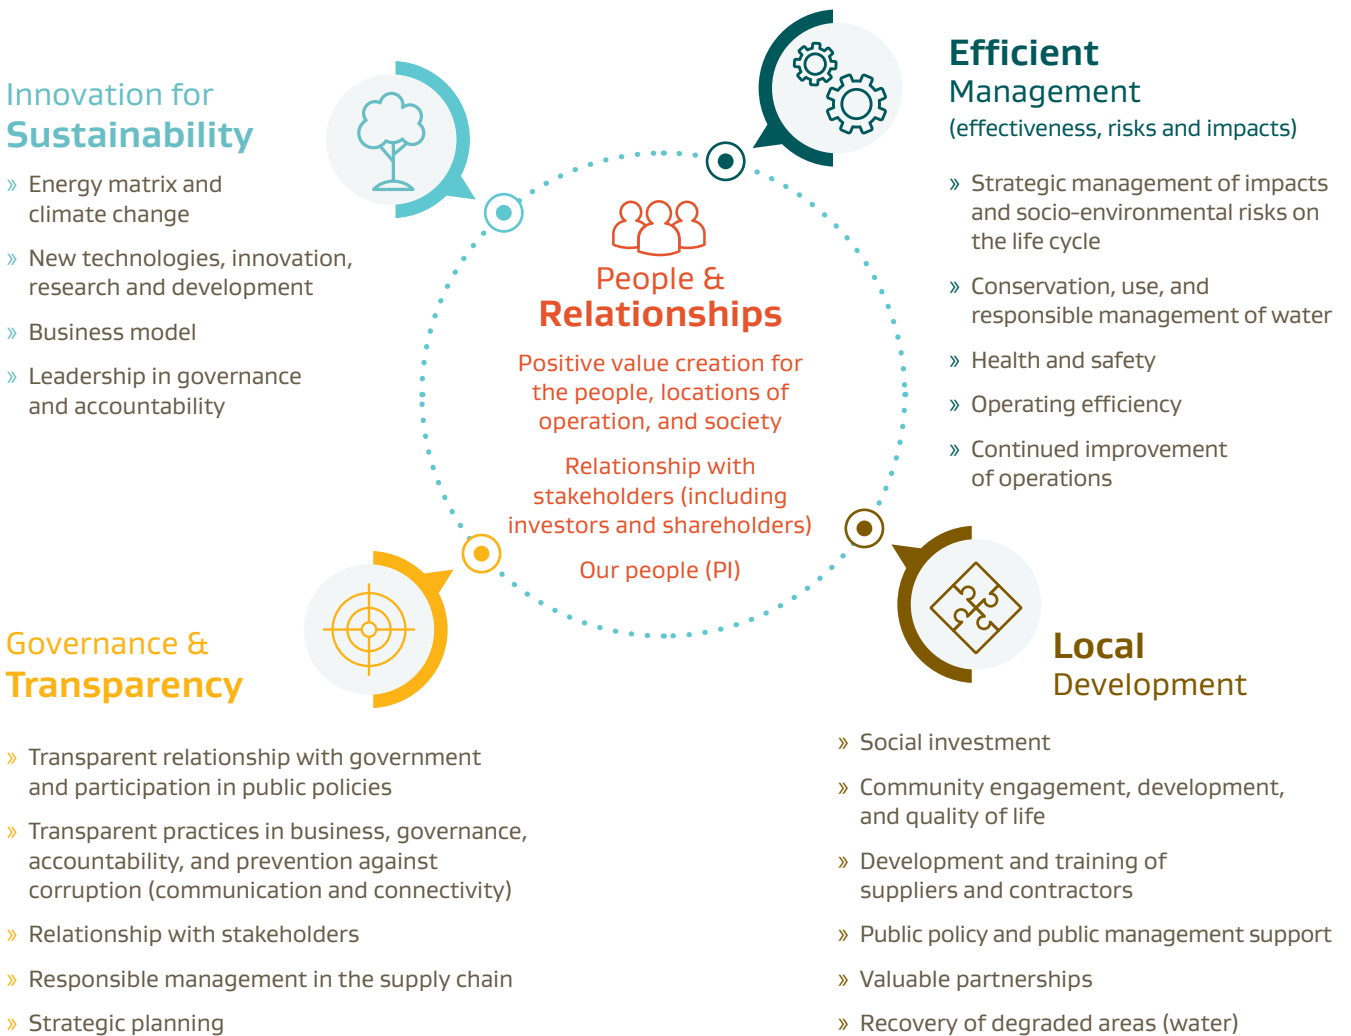 Innovation for
Sustainability
» Energy matrix and
climate change
» New technologies, innovation,
research and development
» Business model
» Leadership in governance
and accountability
Efficient
Management
(effectiveness, risks and impacts)
» Strategic management of impacts
and socio-environmental risks on
the life cycle
» Conservation, use, and
responsible management of water
» Health and safety
» Operating efficiency
» Continued improvement
of operations
People &
Relationships
Positive value creation for
the people, locations of
operation, and society
Relationship with
stakeholders (including
investors and shareholders)
Our people (PI)
Governance &
Transparency
» Transparent relationship with government
and participation in public policies
» Transparent practices in business, governance,
accountability, and prevention against
corruption (communication and connectivity)
» Relationship with stakeholders
» Responsible management in the supply chain
» Strategic planning
Local
Development
» Social investment
» Community engagement, development,
and quality of life
» Development and training of
suppliers and contractors
» Public policy and public management support
» Valuable partnerships
» Recovery of degraded areas (water)